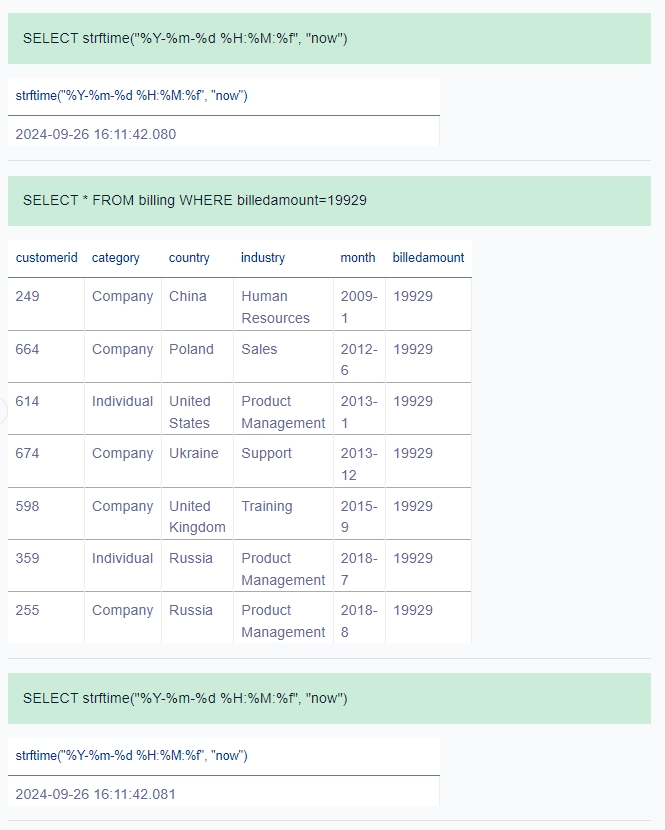 SELECT strftime("%Y-%m-%d %H:%M:%f", "now")
strftime("%Y-%m-%d %H:%M:%f", "now")
2024-09-26 16:11:42.080
SELECT * FROM billing WHERE billedamount=19929
customerid category country industry month billedamount
249 Company China Human 2009- 19929
Resources 1
664 Company Poland Sales 2012- 19929
6
614 Individual United Product 2013- 19929
States Management 1
674 Company Ukraine Support 2013- 19929
12
598 Company United Training 2015- 19929
Kingdom 9
359 Individual Russia Product 2018- 19929
Management 7
255 Company Russia Product 2018- 19929
Management 8
SELECT strftime("%Y-%m-%d %H:%M:%f", "now")
strftime("%Y-%m-%d %H:%M:%f", "now")
2024-09-26 16:11:42.081